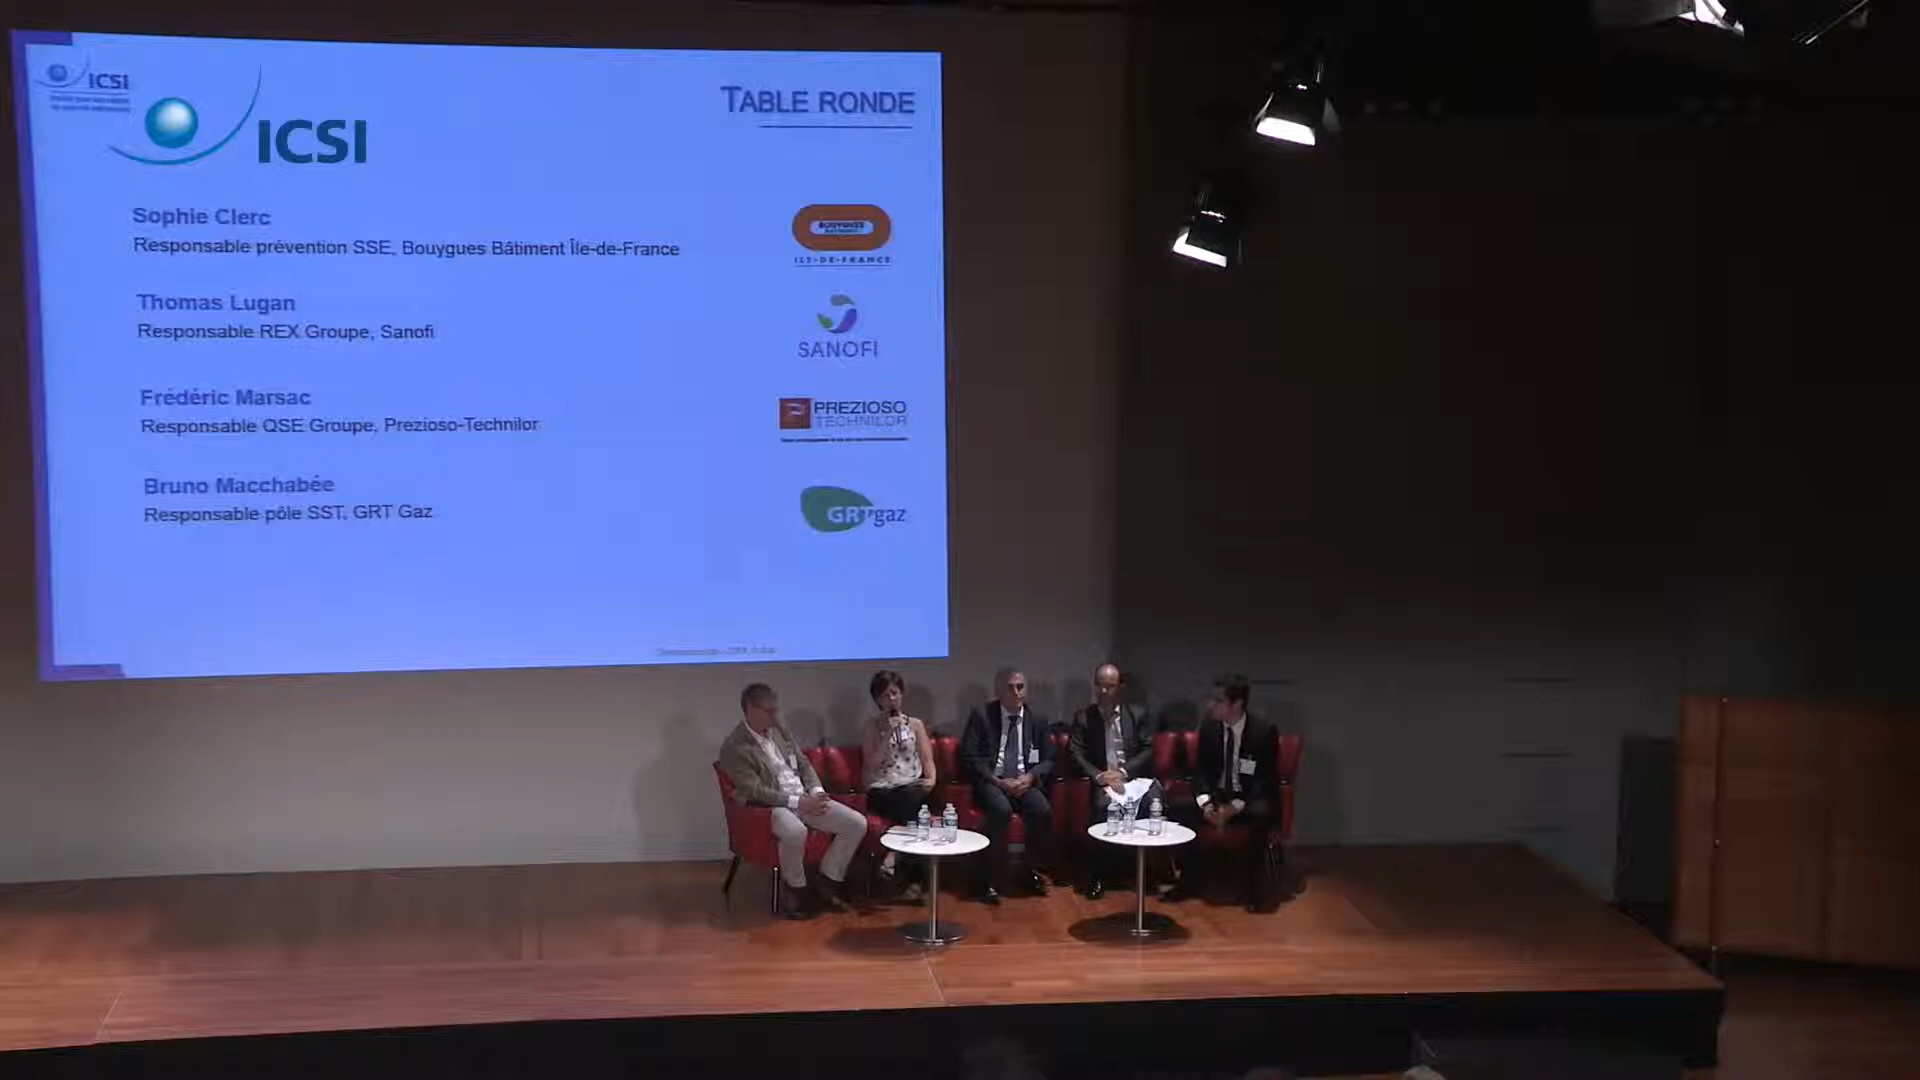 ICSI
ICSI
TABLE RONDE
Sophie Clerc
Responsable prévention SSE, Bouygues Bâtiment Île-de-France
BOUYGUES
BATIMENT
ILE-DE-FRANCE
Thomas Lugan
Responsable REX Groupe, Sanofi
SANOFI
Frédéric Marsac
Responsable QSE Groupe, Prezioso-Technilor
PREZIOSO
TECHNILOR
Bruno Macchabée
Responsable pôle SST, GRT Gaz
GRTgaz